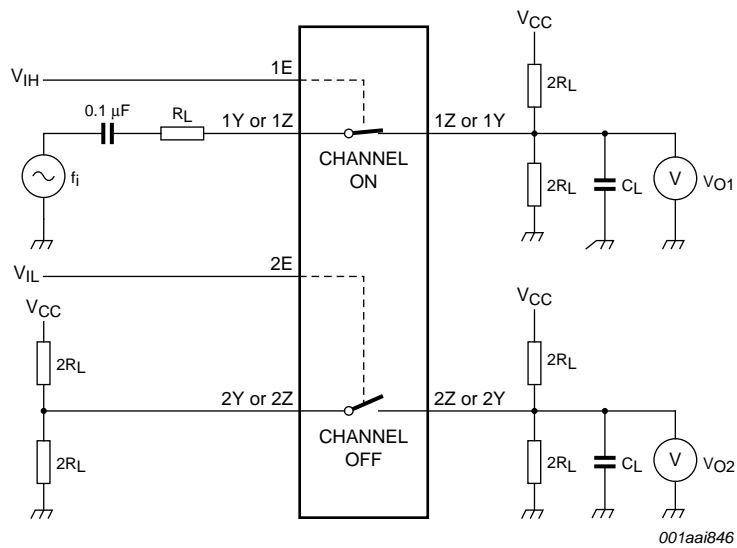 VCC
1E
VIH
2RL
0.1 μF
RL
1Y or 1Z
1Z or 1Y
fi
CHANNEL
ON
2RL
CL
V
VO1
2E
VIL
VCC
VCC
2RL
2RL
2Y or 2Z
2Z or 2Y
2RL
CHANNEL
OFF
2RL
CL
V
VO2
001aai846